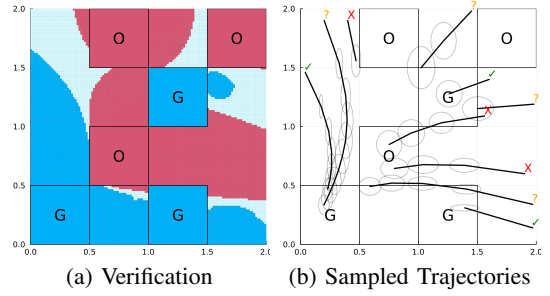 2.0
1.5
1.0
0.5
0.0
0.0 0.5 1.0 1.5 2.0
O O
G
O
G G
(a) Verification
2.0
1.5
1.0
0.5
0.0
0.0 0.5 1.0 1.5 2.0
? X ?
O O
✓ ✓
G ?
X
O
X
?
G G ✓
(b) Sampled Trajectories